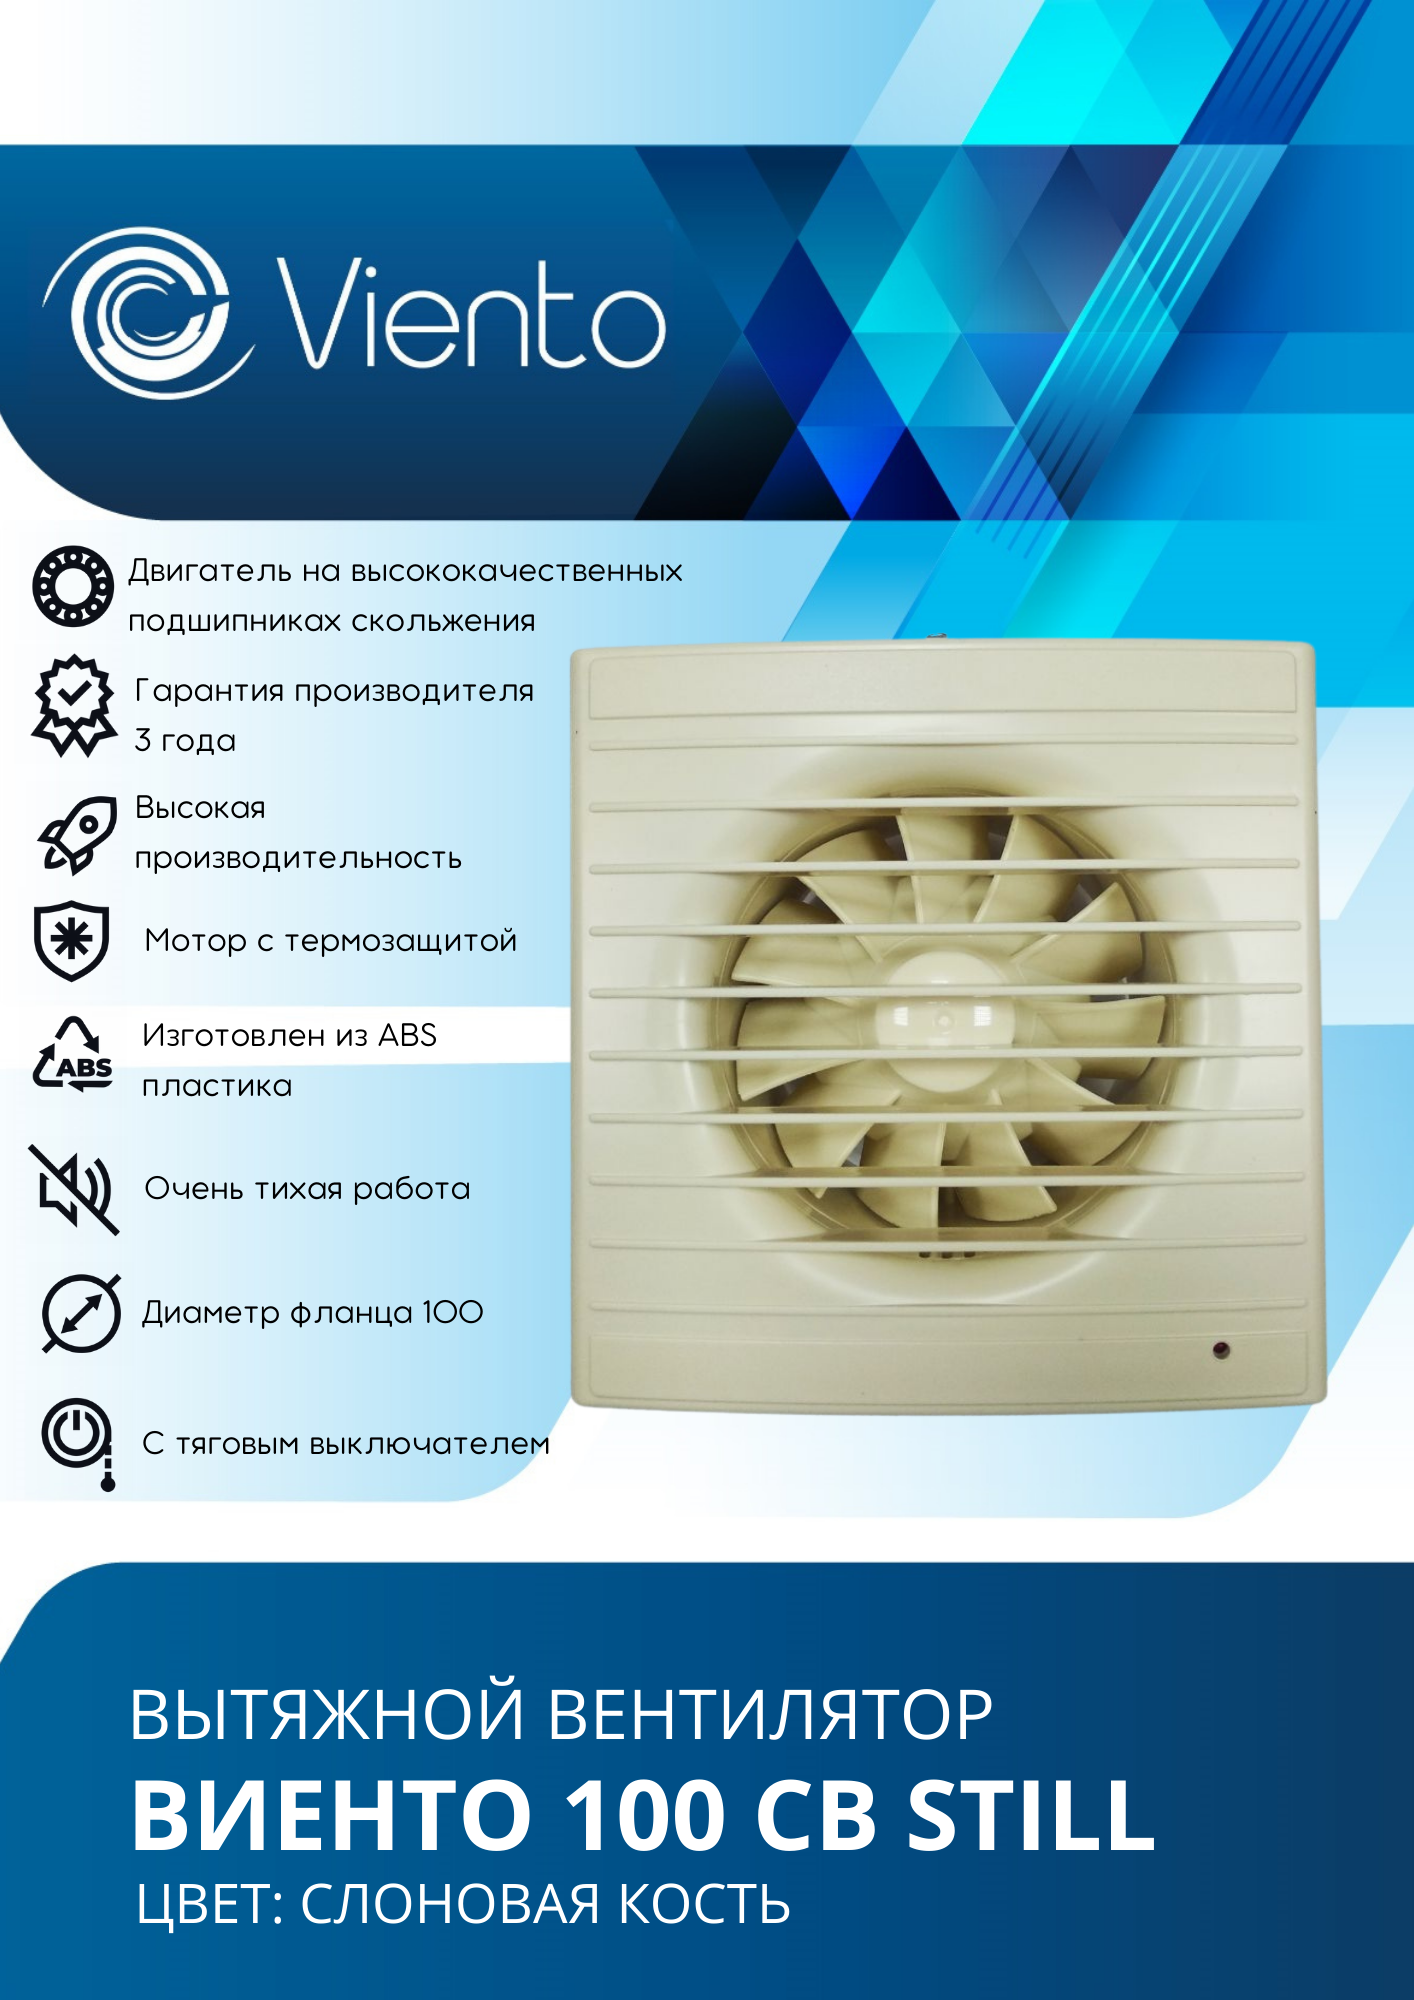 Viento
Двигатель на высококачественных
подшипниках скольжения
Гарантия производителя
3 года
Высокая
производительность
Мотор с термозащитой
ABS
Изготовлен из ABS
пластика
Очень тихая работа
Диаметр фланца 100
С тяговым выключателем
ВЫТЯЖНОЙ ВЕНТИЛЯТОР
ВИЕНТО 100 СВ STILL
ЦВЕТ: СЛОНОВАЯ КОСТЬ